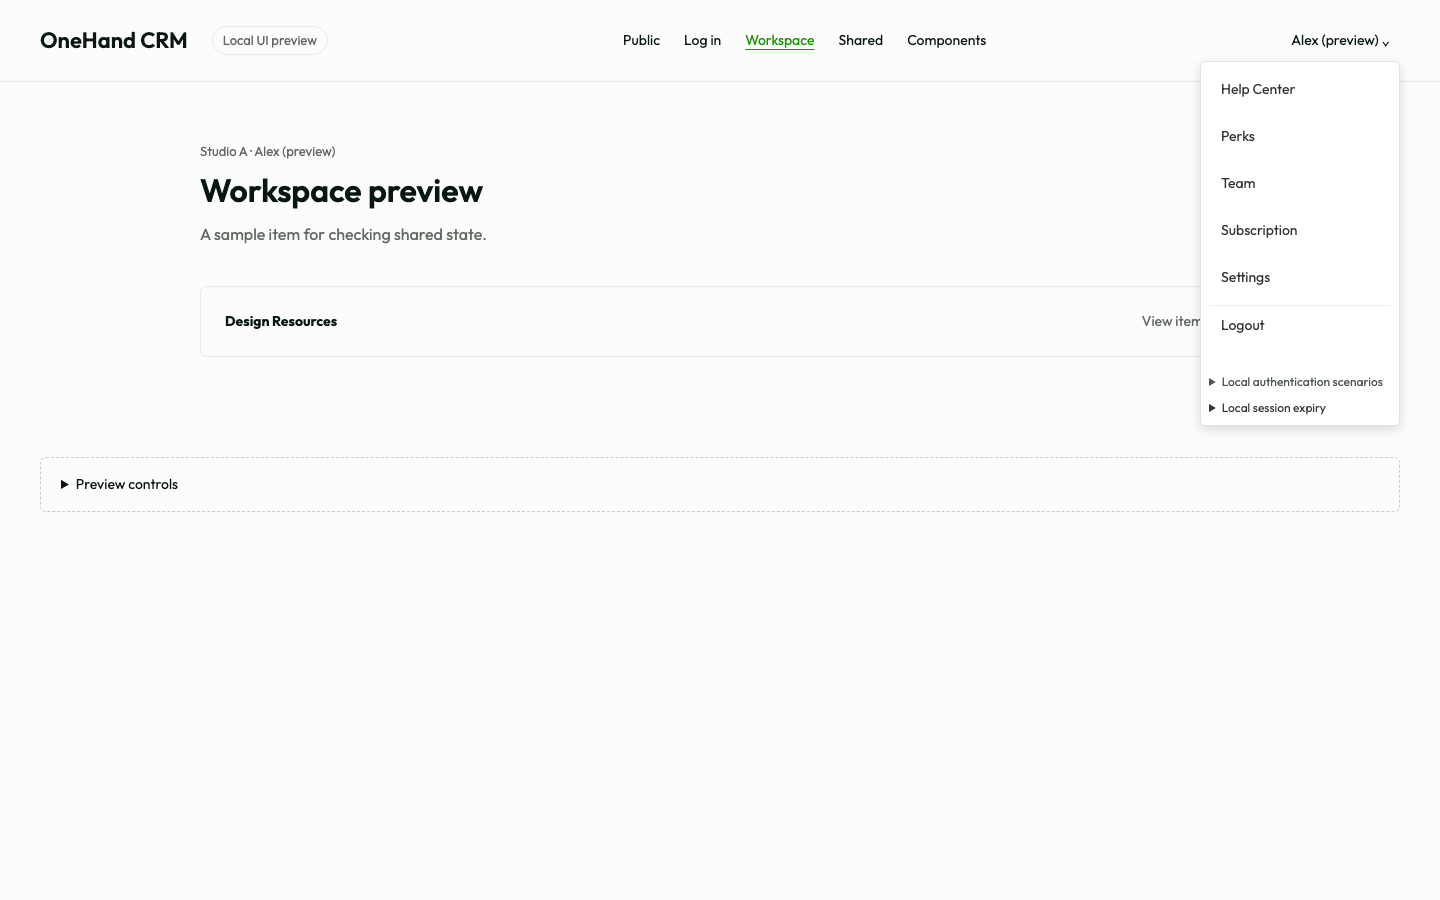 OneHand CRM
Local UI preview
Public
Log in
Workspace
Shared
Components
Alex (preview)
Help Center
Perks
Team
Subscription
Settings
Logout
Local authentication scenarios
Local session expiry
Studio A · Alex (preview)
Workspace preview
A sample item for checking shared state.
Design Resources
View item
Preview controls